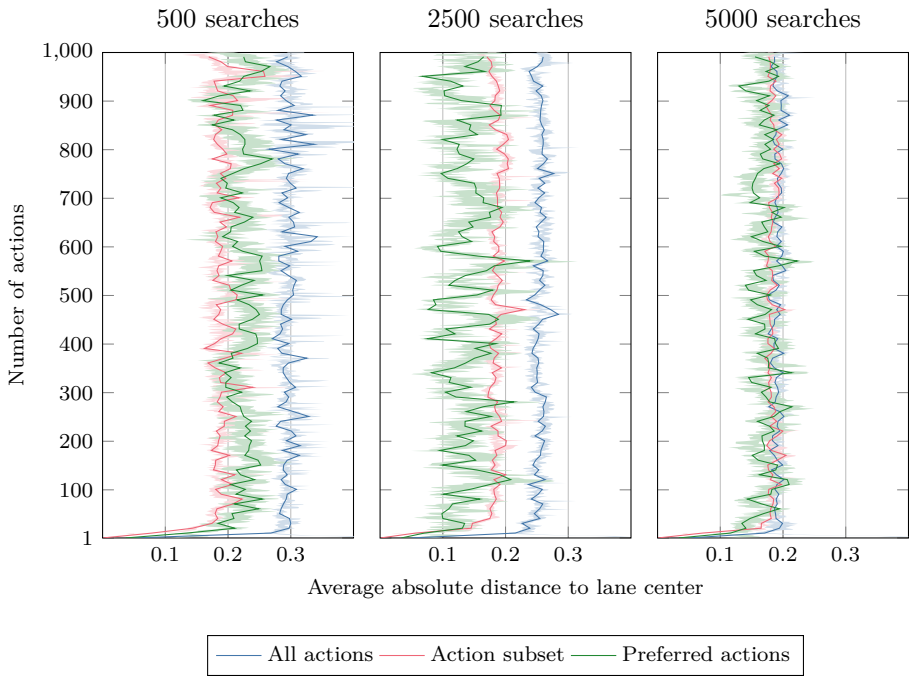 500 searches
2500 searches
5000 searches
1,000
900
800
700
600
500
400
300
200
100
1
Number of actions
0.1 0.2 0.3
0.1 0.2 0.3
0.1 0.2 0.3
Average absolute distance to lane center
All actions Action subset Preferred actions